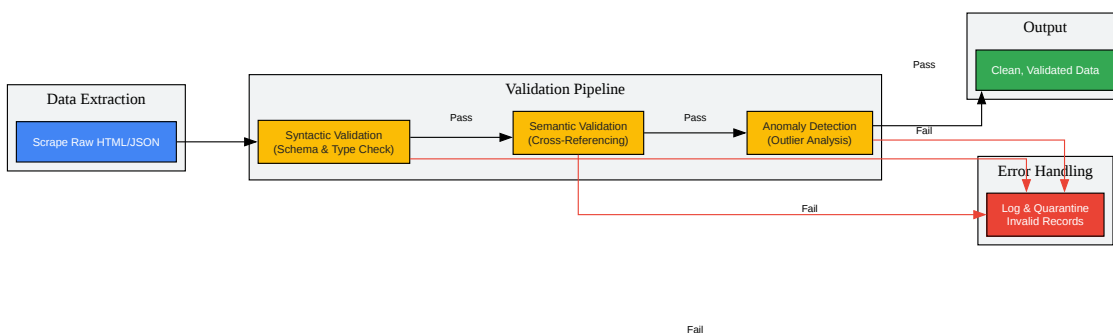 Output
Pass
Clean, Validated Data
Validation Pipeline
Data Extraction
Pass
Pass
Syntactic Validation
(Schema & Type Check)
Semantic Validation
(Cross-Referencing)
Anomaly Detection
(Outlier Analysis)
Fail
Scrape Raw HTML/JSON
Error Handling
Fail
Log & Quarantine
Invalid Records
Fail